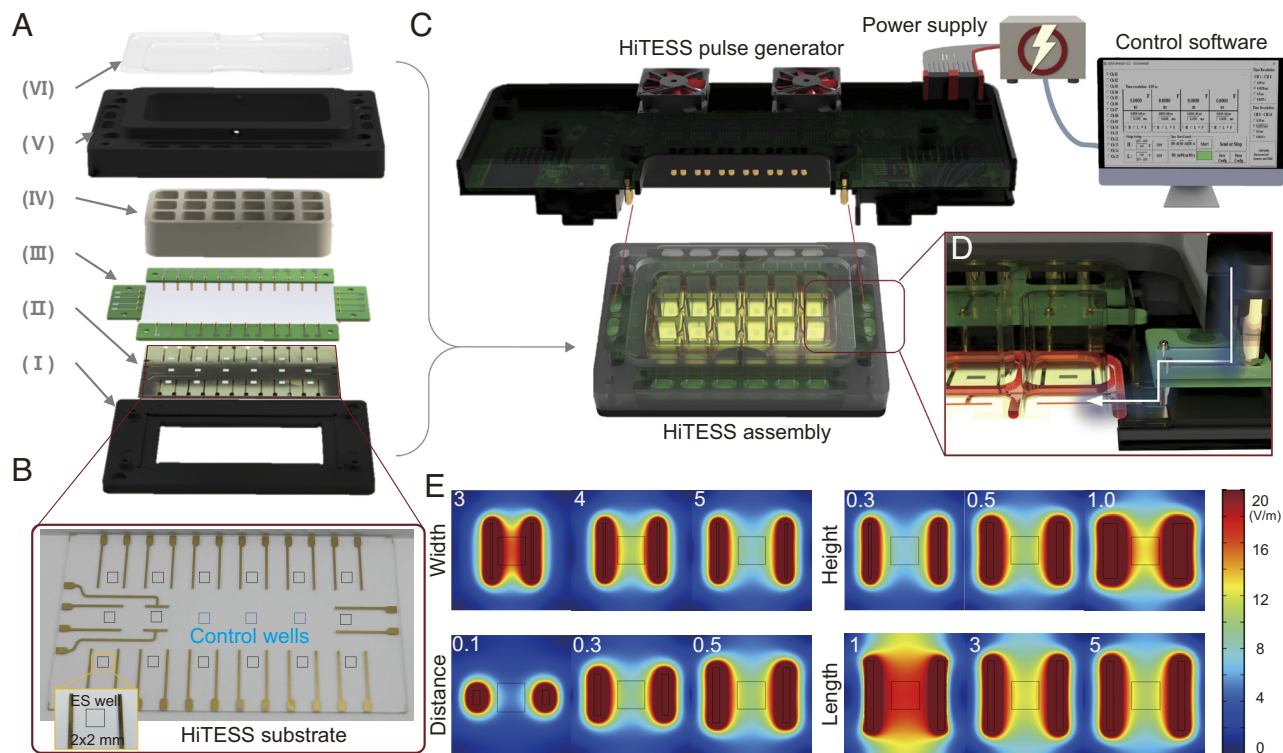 A
(VI)
(V)
(IV)
(III)
(II)
(I)
C
HiTESS pulse generator
Power supply
Control software
HiTESS assembly
D
B
Control wells
ES well
2x2 mm
HiTESS substrate
E
Width
3
4
5
Height
0.3
0.5
1.0
Distance
0.1
0.3
0.5
Length
1
3
5
20
(V/m)
16
12
8
4
0